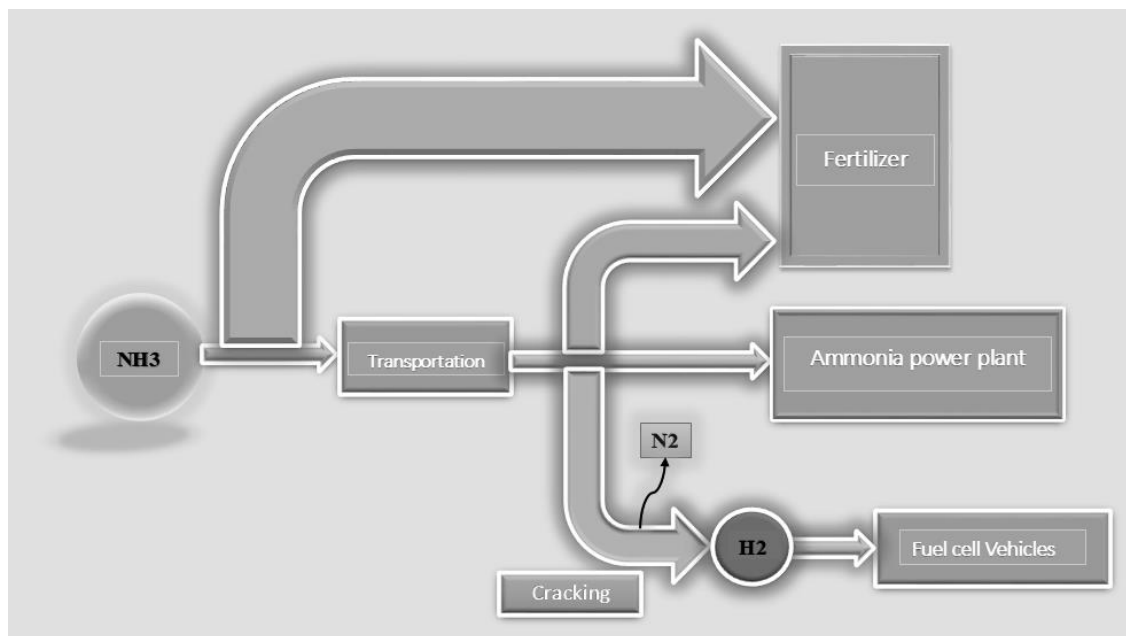 Fertilizer
NH3
Transportation
Ammonia power plant
N2
H2
Fuel cell Vehicles
Cracking